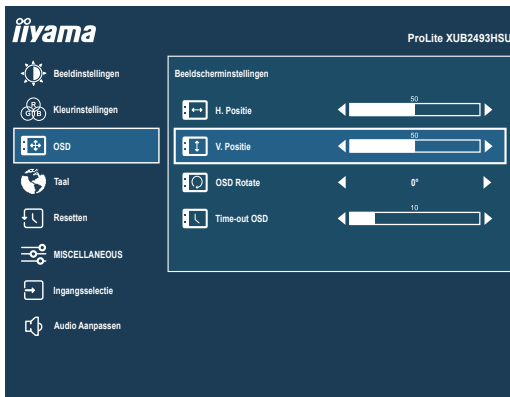 iiyama
ProLite XUB2493HSU
Beeldinstellingen
Kleurinstellingen
R
G B
OSD
Taal
Resetten
MISCELLANEOUS
Ingangsselectie
Audio Aanpassen
Beeldscherminstellingen
H. Positie
50
V. Positie
50
OSD Rotate
0°
Time-out OSD
10